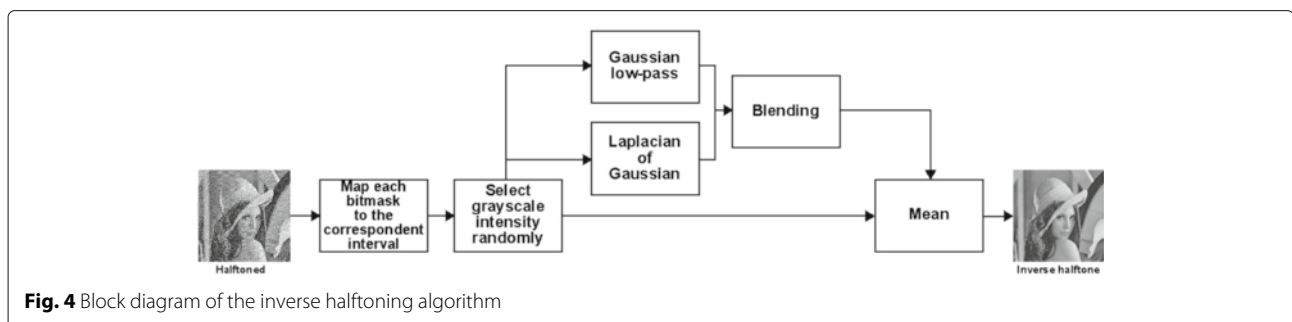 Gaussian
low-pass
Blending
Laplacian
of
Gaussian
Map each
bitmask
to the
correspondent
interval
Select
grayscale
intensity
randomly
Mean
Halftoned
Inverse halftone
Fig. 4 Block diagram of the inverse halftoning algorithm